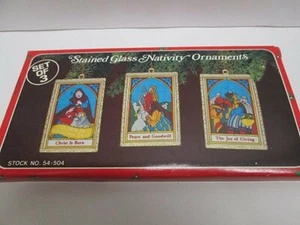 Stained Glass Nativity Ornaments
SET OF 3
Christ Is Born
Peace and Goodwill
The Joy of Giving
STOCK NO. 54-504